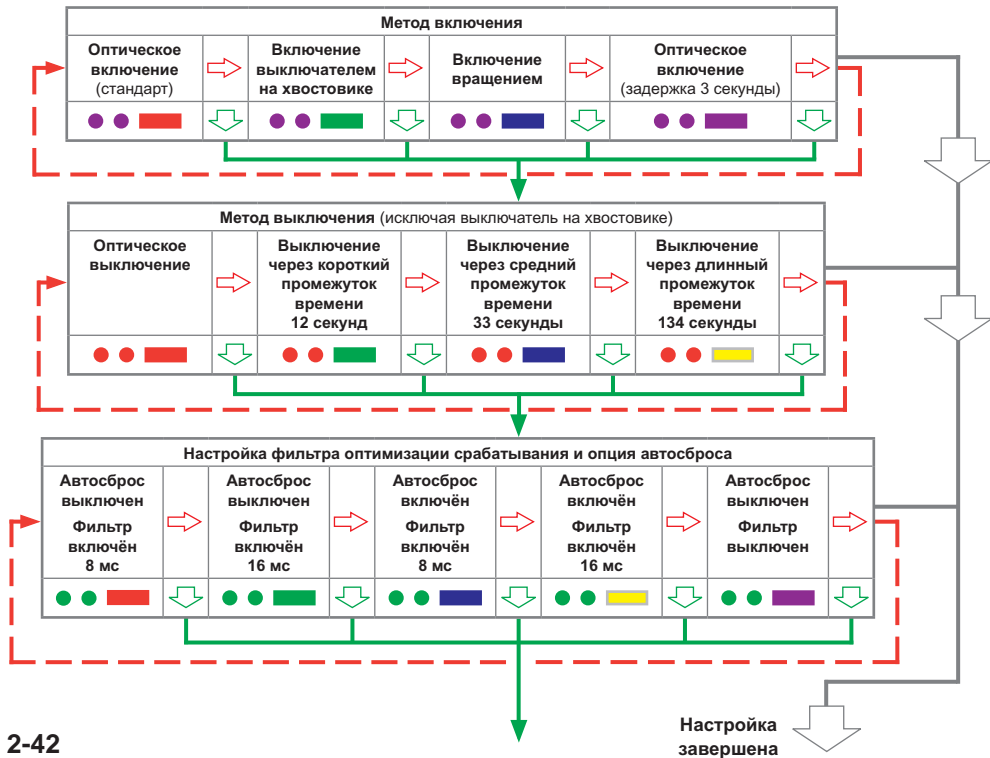 Метод включения
Оптическое
включение
(стандарт)
Включение
выключателем
на хвостовике
Включение
вращением
Оптическое
включение
(задержка 3 секунды)
Метод выключения (исключая выключатель на хвостовике)
Оптическое
выключение
Выключение
через короткий
промежуток
времени
12 секунд
Выключение
через средний
промежуток
времени
33 секунды
Выключение
через длинный
промежуток
времени
134 секунды
Настройка фильтра оптимизации срабатывания и опция автосброса
Автосброс
выключен
Фильтр
включён
8 мс
Автосброс
выключен
Фильтр
включён
16 мс
Автосброс
включён
Фильтр
включён
8 мс
Автосброс
включён
Фильтр
включён
16 мс
Автосброс
выключен
Фильтр
выключен
Настройка
завершена
2-42